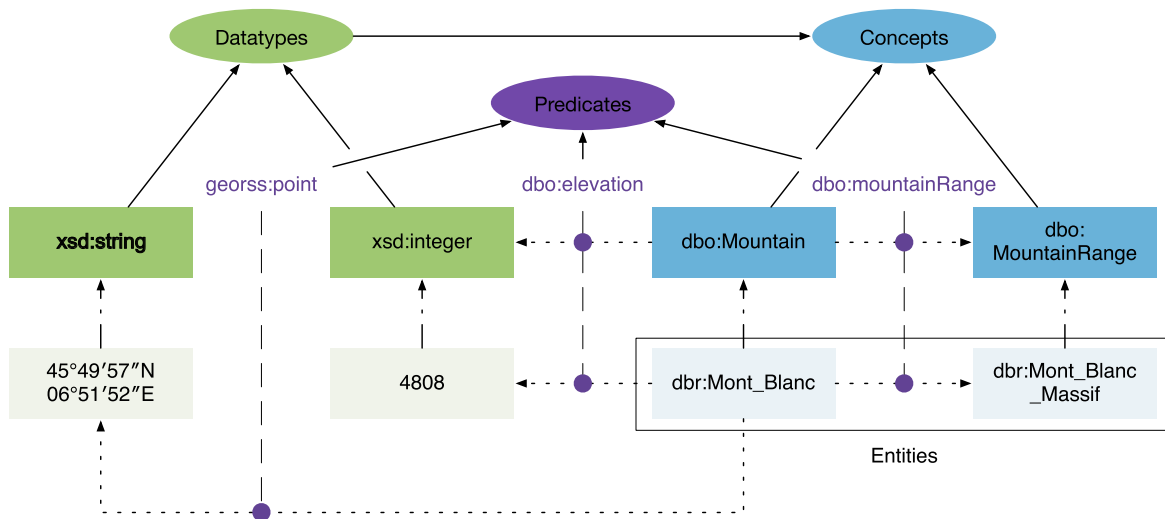 Datatypes
Concepts
Predicates
georss:point
dbo:elevation
dbo:mountainRange
xsd:string
xsd:integer
dbo:Mountain
dbo:
MountainRange
45°49′57″N
06°51′52″E
4808
dbr:Mont_Blanc
dbr:Mont_Blanc
_Massif
Entities